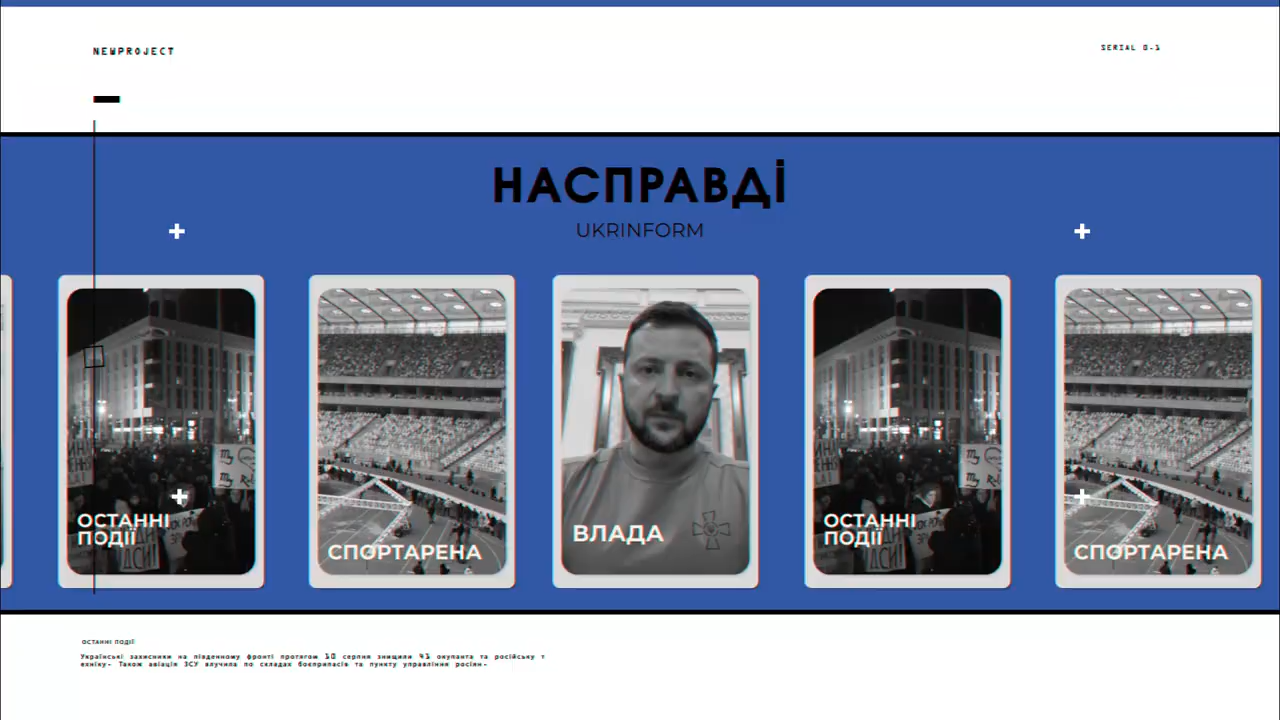 NEWPROJECT
SERIAL 0-1
НАСПРАВДІ
UKRINFORM
ОСТАННІ
ПОДІЇ
СПОРТАРЕНА
ВЛАДА
ОСТАННІ
ПОДІЇ
СПОРТАРЕНА
ОСТАННІ ПОДІЇ
Українські захисники на південному фронті протягом 10 серпня знищили 41 окупанта та російську т
ехніку- Також авіація ЗСУ влучила по складах боєприпасів та пункту управління росіян-